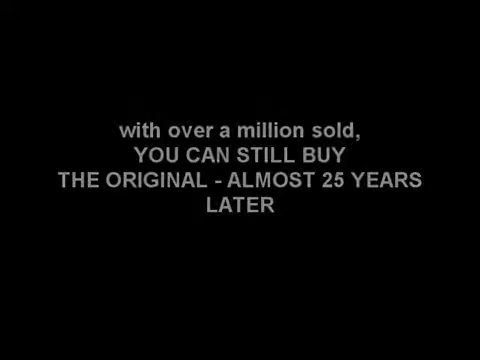 with over a million sold,
YOU CAN STILL BUY
THE ORIGINAL - ALMOST 25 YEARS
LATER